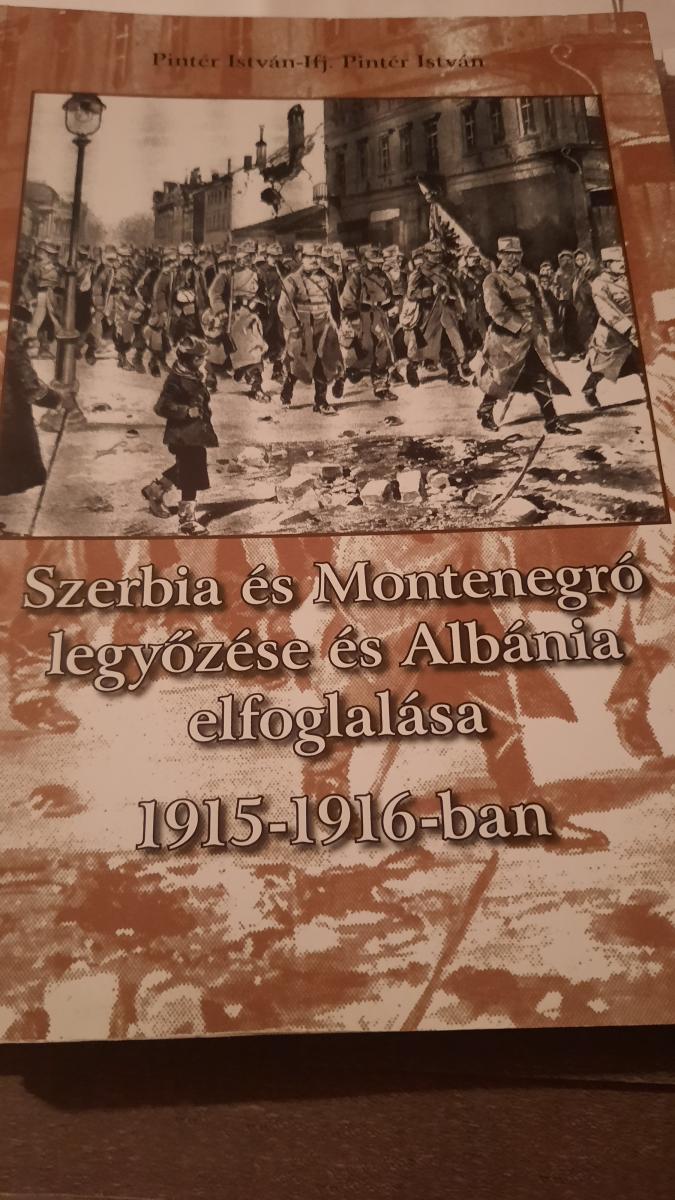 Pintér István-Ifj. Pintér István
Szerbia és Montenegró
legyőzése és Albánia
elfoglalása
1915-1916-ban